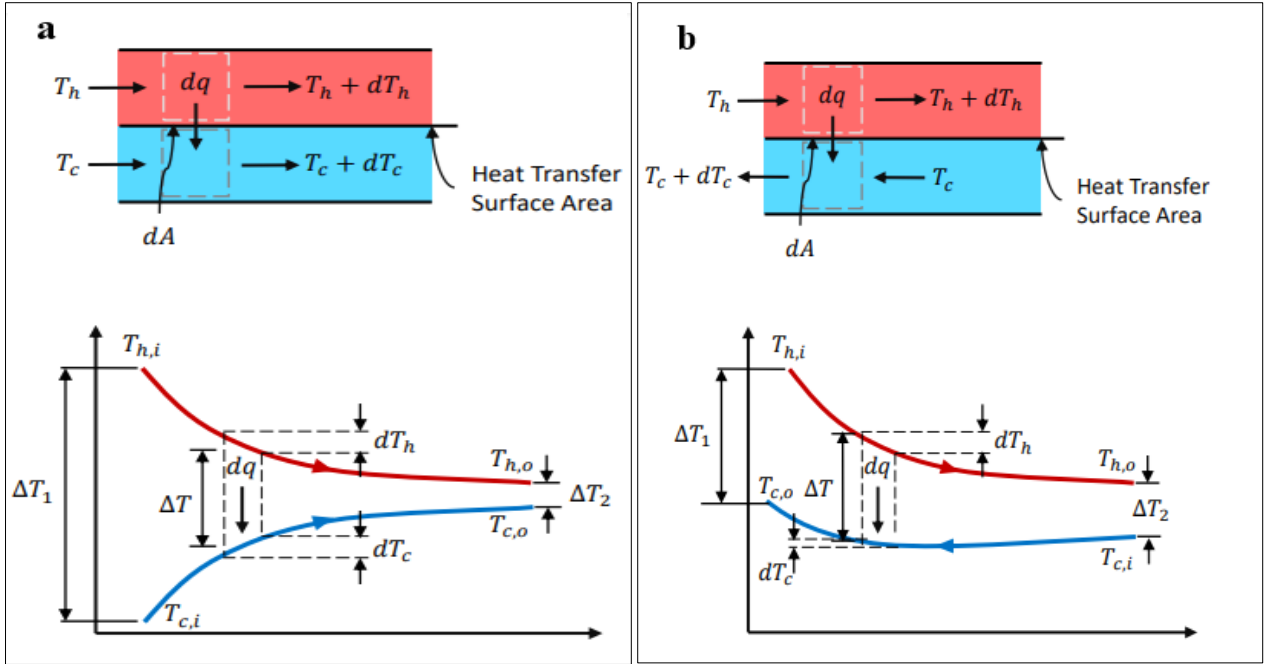 a
T_h
dq
T_h + dT_h
T_c
T_c + dT_c
Heat Transfer
Surface Area
dA
T_{h,i}
ΔT_1
dT_h
dq
ΔT
T_{h,o}
ΔT_2
T_{c,o}
dT_c
T_{c,i}
b
T_h
dq
T_h + dT_h
T_c + dT_c
T_c
Heat Transfer
Surface Area
dA
T_{h,i}
ΔT_1
dT_h
dq
T_{h,o}
T_{c,o}
ΔT
ΔT_2
dT_c
T_{c,i}